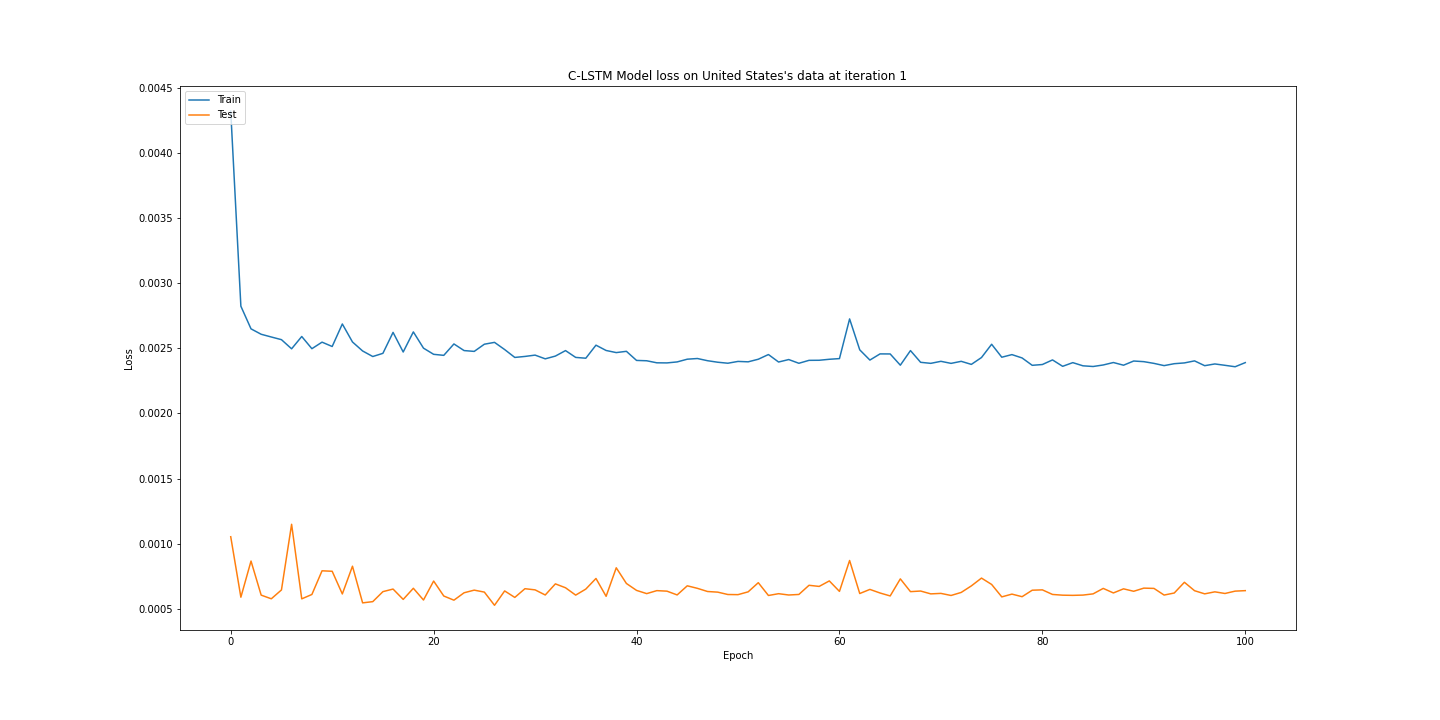 C-LSTM Model loss on United States's data at iteration 1
Train
Test
0.0045
0.0040
0.0035
0.0030
0.0025
0.0020
0.0015
0.0010
0.0005
Loss
0 20 40 60 80 100
Epoch